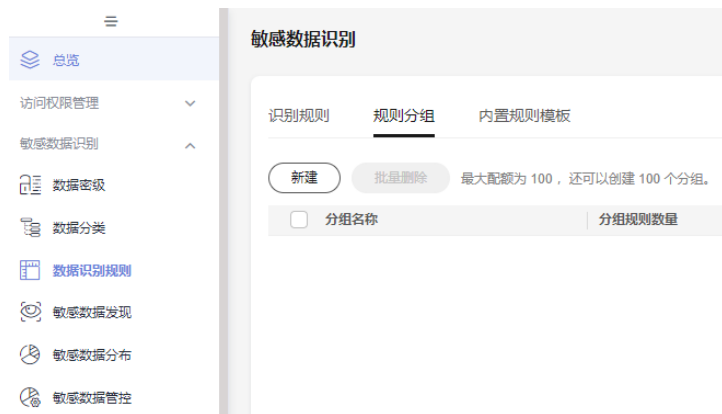 总览
访问权限管理
敏感数据识别
数据密级
数据分类
数据识别规则
敏感数据发现
敏感数据分布
敏感数据管控
敏感数据识别
识别规则 规则分组 内置规则模板
新建 批量删除 最大配额为 100 ，还可以创建 100 个分组。
分组名称 分组规则数量